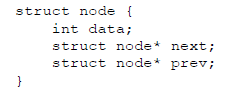 struct node {
    int data;
    struct node* next;
    struct node* prev;
}